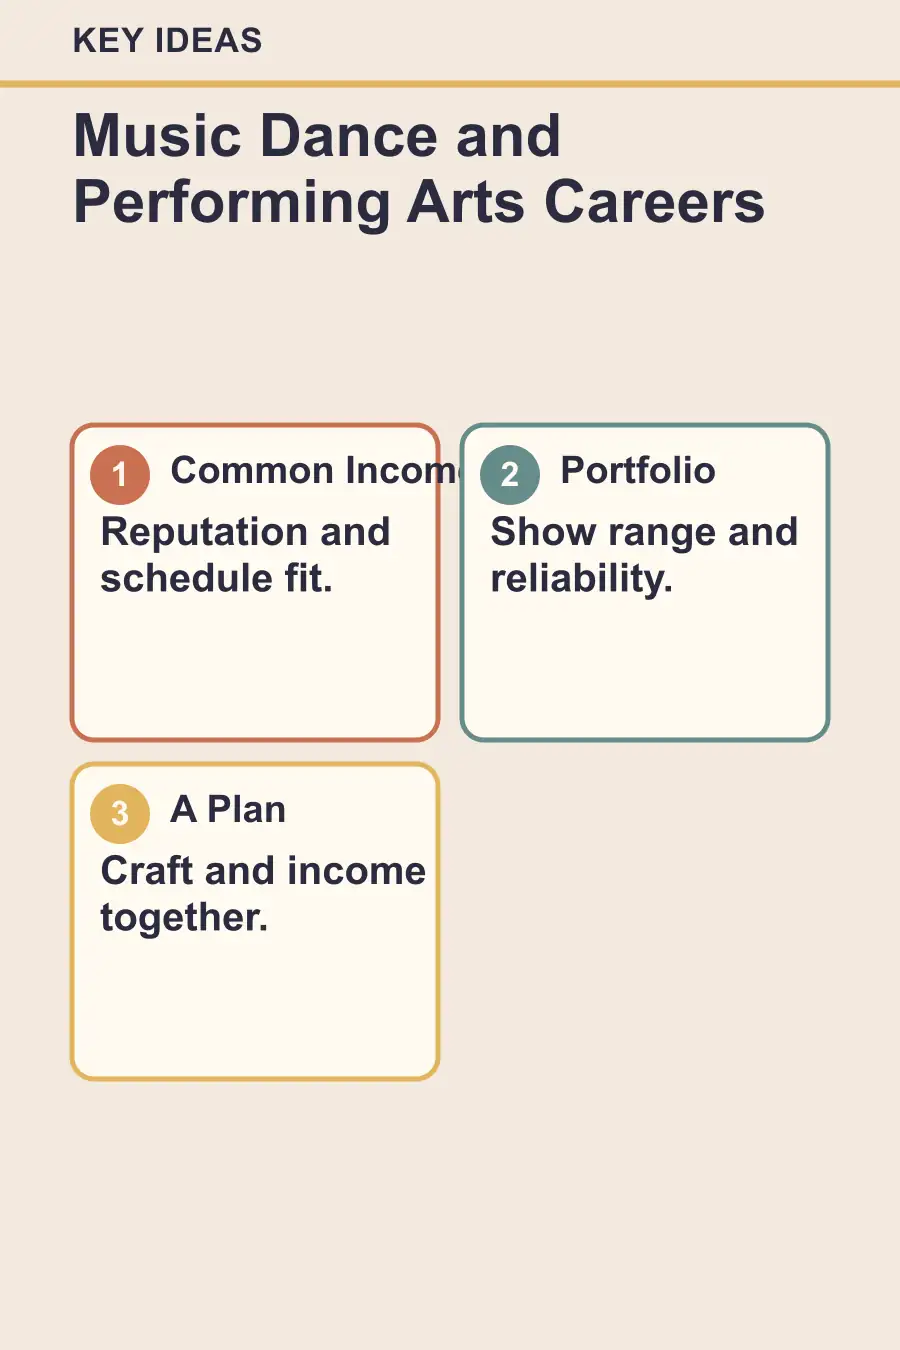 KEY IDEAS
Music Dance and
Performing Arts Careers
1 Common Income
Reputation and
schedule fit.
2 Portfolio
Show range and
reliability.
3 A Plan
Craft and income
together.